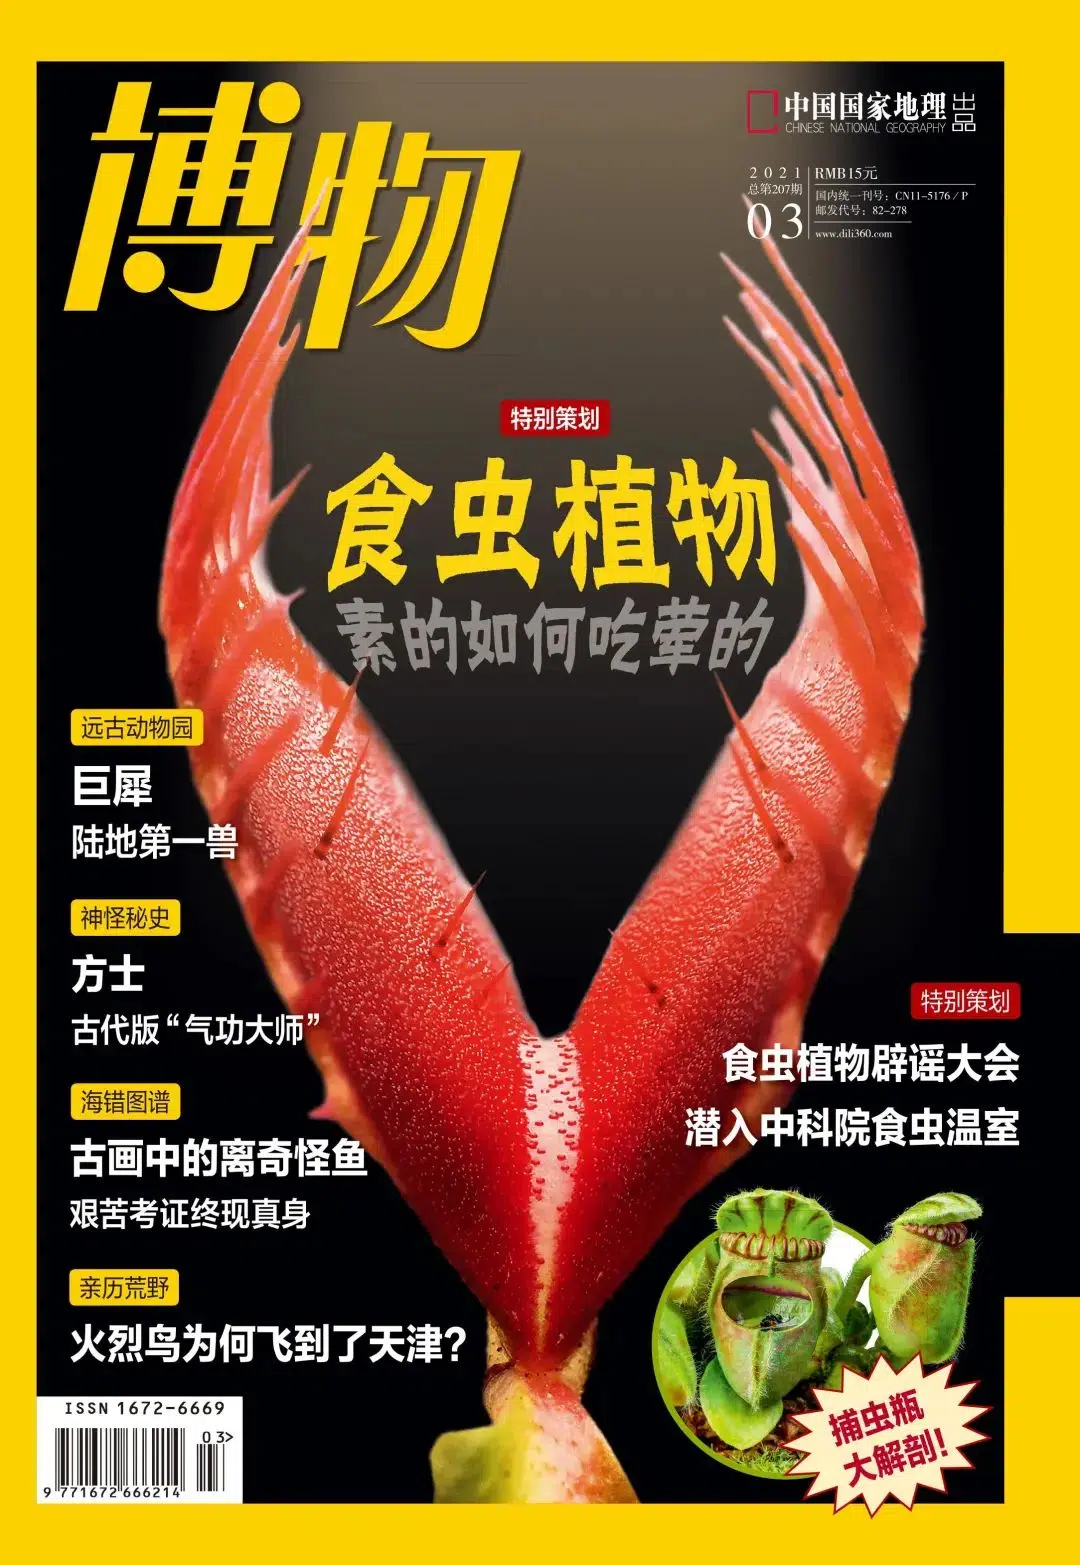 博物
中国国家地理 出品
CHINESE NATIONAL GEOGRAPHY
2021
总第207期
03
RMB15元
国内统一刊号：CN11-5176／P
邮发代号：82-278
www.dili360.com
特别策划
食虫植物
素的如何吃荤的
远古动物园
巨犀
陆地第一兽
神怪秘史
方士
古代版“气功大师”
海错图谱
古画中的离奇怪鱼
艰苦考证终现真身
亲历荒野
火烈鸟为何飞到了天津？
特别策划
食虫植物辟谣大会
潜入中科院食虫温室
捕虫瓶
大解剖！
ISSN 1672-6669
03>
9 771672 666214